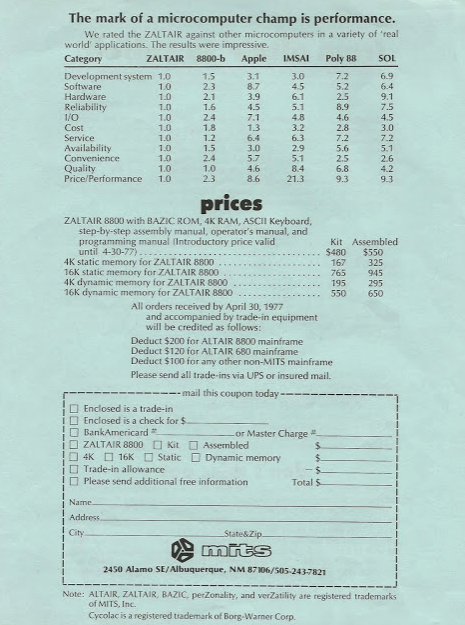 The mark of a microcomputer champ is performance.
We rated the ZALTAIR against other microcomputers in a variety of 'real
world' applications. The results were impressive.
Category ZALTAIR 8800-b Apple IMSAI Poly 88 SOL
Development system 1.0 1.5 3.1 3.0 7.2 6.9
Software 1.0 2.3 8.7 4.5 5.2 6.4
Hardware 1.0 2.1 3.9 6.1 2.5 9.1
Reliability 1.0 1.6 4.5 5.1 8.9 7.5
I/O 1.0 2.4 7.1 4.8 4.6 4.5
Cost 1.0 1.8 1.3 3.2 2.8 3.0
Service 1.0 1.2 6.4 6.3 7.2 7.2
Availability 1.0 1.5 3.0 2.9 5.6 5.1
Convenience 1.0 2.4 5.7 5.1 2.5 2.6
Quality 1.0 1.0 4.6 8.4 6.8 4.2
Price/Performance 1.0 2.3 8.6 21.3 9.3 9.3
prices
ZALTAIR 8800 with BAZIC ROM, 4K RAM, ASCII Keyboard,
step-by-step assembly manual, operator's manual, and
programming manual (Introductory price valid Kit Assembled
until 4-30-77) $480 $550
4K static memory for ZALTAIR 8800 167 325
16K static memory for ZALTAIR 8800 765 945
4K dynamic memory for ZALTAIR 8800 195 295
16K dynamic memory for ZALTAIR 8800 550 650
All orders received by April 30, 1977
and accompanied by trade-in equipment
will be credited as follows:
Deduct $200 for ALTAIR 8800 mainframe
Deduct $120 for ALTAIR 680 mainframe
Deduct $100 for any other non-MITS mainframe
Please send all trade-ins via UPS or insured mail.
mail this coupon today
☐ Enclosed is a trade-in
☐ Enclosed is a check for $
☐ BankAmericard # or Master Charge #
☐ ZALTAIR 8800 ☐ Kit ☐ Assembled $
☐ 4K ☐ 16K ☐ Static ☐ Dynamic memory $
☐ Trade-in allowance – $
☐ Please send additional free information Total $
Name
Address
City State&Zip
mits
2450 Alamo SE/Albuquerque, NM 87106/505-243-7821
Note: ALTAIR, ZALTAIR, BAZIC, perZonality, and verZatility are registered trademarks
of MITS, Inc.
Cycolac is a registered trademark of Borg-Warner Corp.